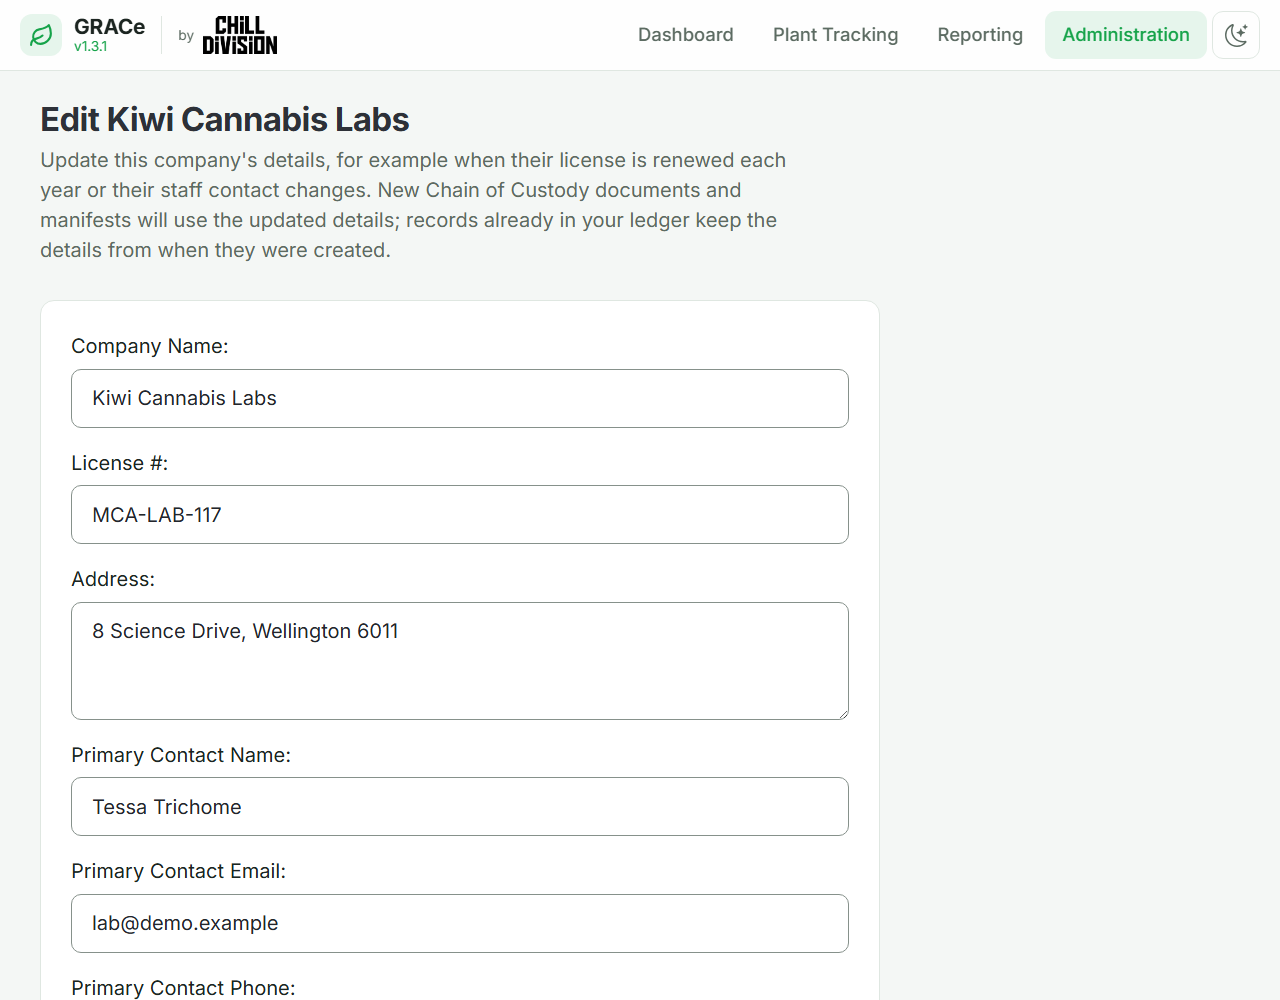 GRACe
v1.3.1
by
CHILL
DIVISION
Dashboard
Plant Tracking
Reporting
Administration
Edit Kiwi Cannabis Labs
Update this company's details, for example when their license is renewed each
year or their staff contact changes. New Chain of Custody documents and
manifests will use the updated details; records already in your ledger keep the
details from when they were created.
Company Name:
Kiwi Cannabis Labs
License #:
MCA-LAB-117
Address:
8 Science Drive, Wellington 6011
Primary Contact Name:
Tessa Trichome
Primary Contact Email:
lab@demo.example
Primary Contact Phone: